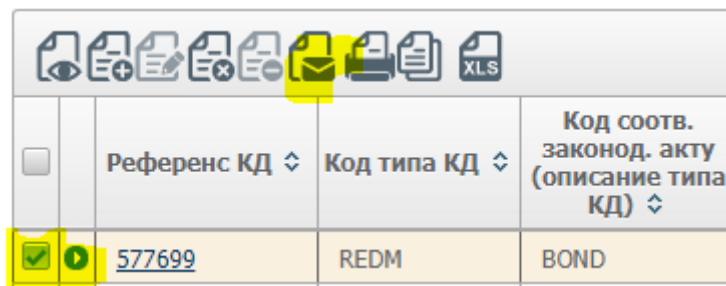 XLS
Референс КД
Код типа КД
Код соотв.
законод. акту
(описание типа
КД)
577699
REDM
BOND